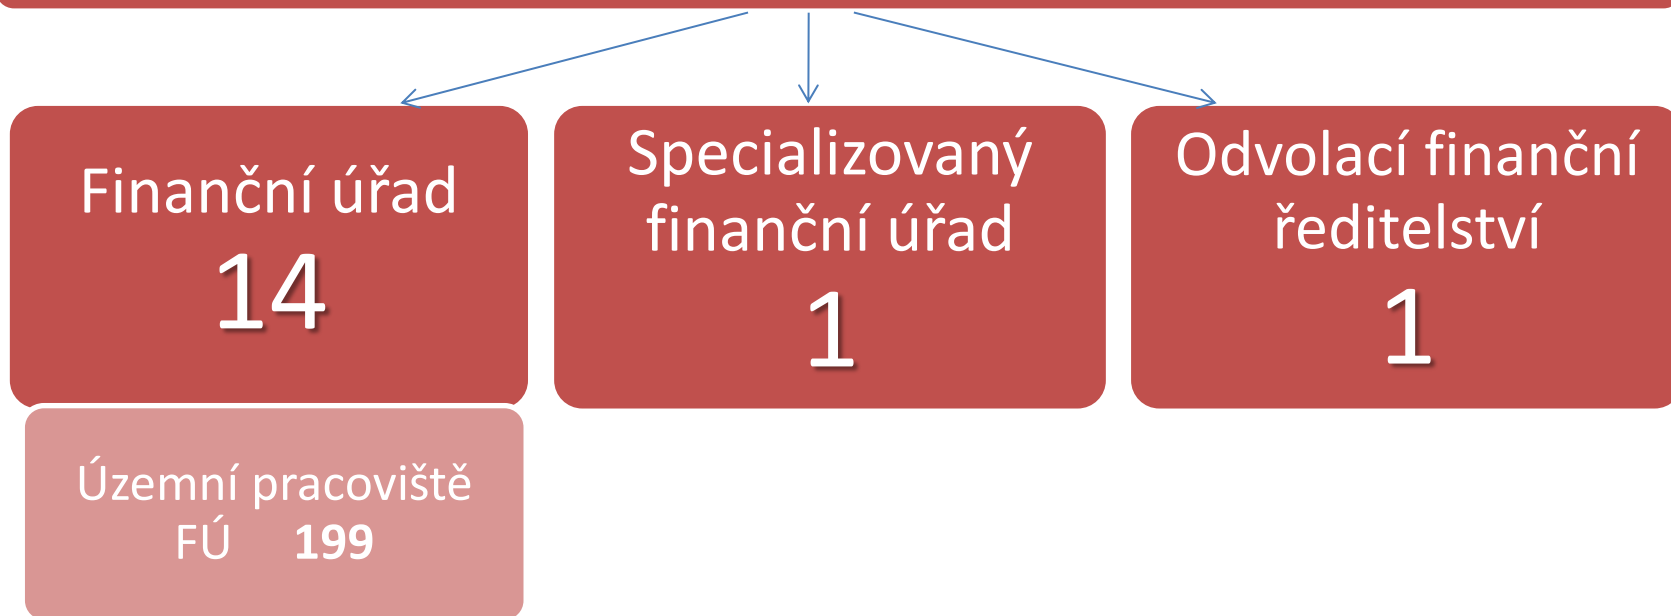 Finanční úřad
14
Specializovaný
finanční úřad
1
Odvolací finanční
ředitelství
1
Územní pracoviště
FÚ 199